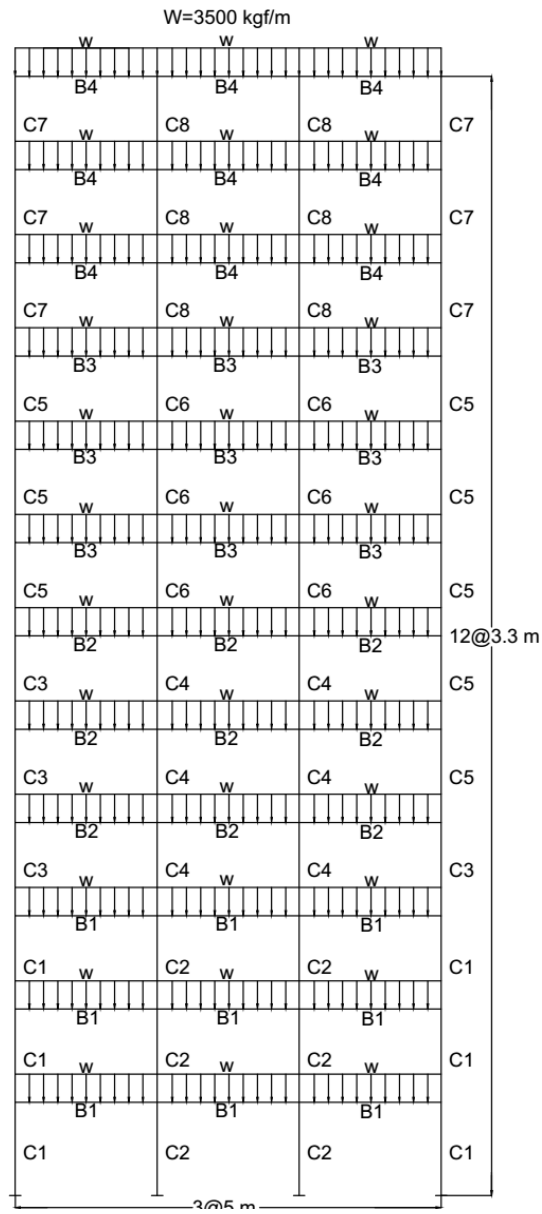 W=3500 kgf/m
w w w
B4 B4 B4
C7 C8 C8 C7
w w w
B4 B4 B4
C7 C8 C8 C7
w w w
B4 B4 B4
C7 C8 C8 C7
w w w
B3 B3 B3
C5 C6 C6 C5
w w w
B3 B3 B3
C5 C6 C6 C5
w w w
B3 B3 B3
C5 C6 C6 C5
w w w
B2 B2 B2
12@3.3 m
C3 C4 C4 C5
w w w
B2 B2 B2
C3 C4 C4 C5
w w w
B2 B2 B2
C3 C4 C4 C3
w w w
B1 B1 B1
C1 C2 C2 C1
w w w
B1 B1 B1
C1 C2 C2 C1
w w w
B1 B1 B1
C1 C2 C2 C1
3@5 m